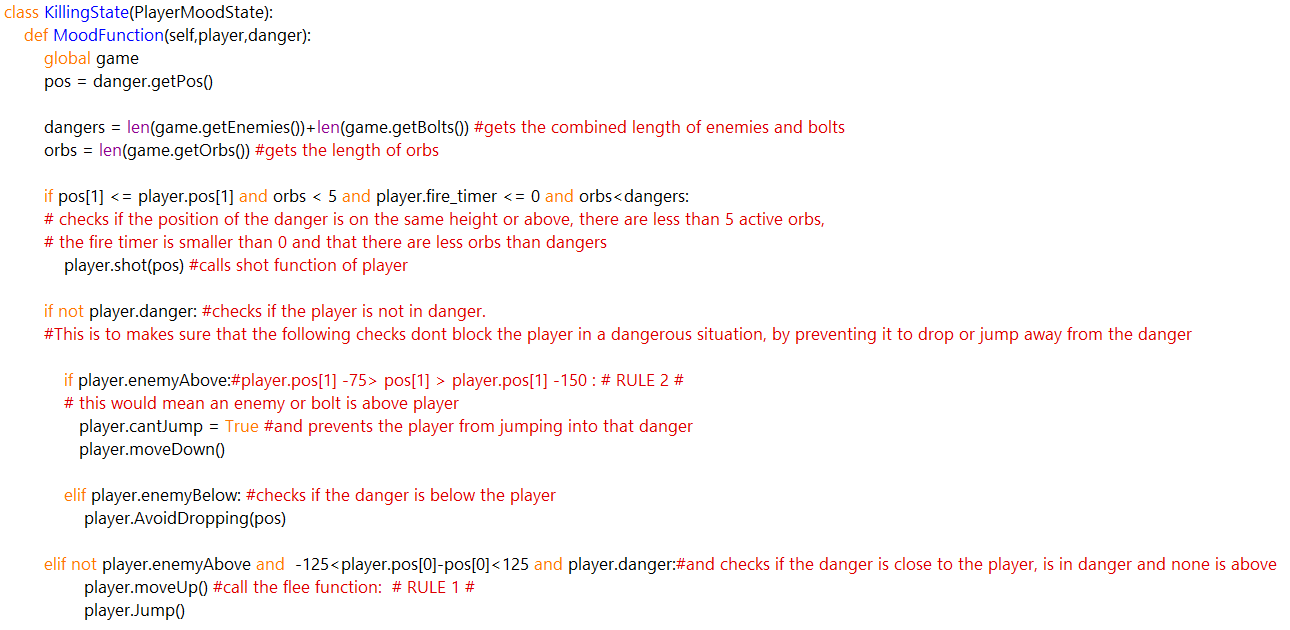 class KillingState(PlayerMoodState):
def MoodFunction(self,player,danger):
global game
pos = danger.getPos()
dangers = len(game.getEnemies())+len(game.getBolts()) #gets the combined length of enemies and bolts
orbs = len(game.getOrbs()) #gets the length of orbs
if pos[1] <= player.pos[1] and orbs < 5 and player.fire_timer <= 0 and orbs<dangers:
# checks if the position of the danger is on the same height or above, there are less than 5 active orbs,
# the fire timer is smaller than 0 and that there are less orbs than dangers
player.shot(pos) #calls shot function of player
if not player.danger: #checks if the player is not in danger.
#This is to makes sure that the following checks dont block the player in a dangerous situation, by preventing it to drop or jump away from the danger
if player.enemyAbove:#player.pos[1] -75> pos[1] > player.pos[1] -150 : # RULE 2 #
# this would mean an enemy or bolt is above player
player.cantJump = True #and prevents the player from jumping into that danger
player.moveDown()
elif player.enemyBelow: #checks if the danger is below the player
player.AvoidDropping(pos)
elif not player.enemyAbove and  -125<player.pos[0]-pos[0]<125 and player.danger:#and checks if the danger is close to the player, is in danger and none is above
player.moveUp() #call the flee function:  # RULE 1 #
player.Jump()